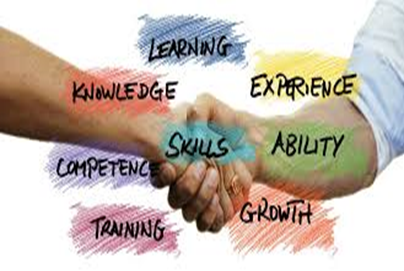 LEARNING
KNOWLEDGE
EXPERIENCE
SKILLS
ABILITY
COMPETENCE
TRAINING
GROWTH